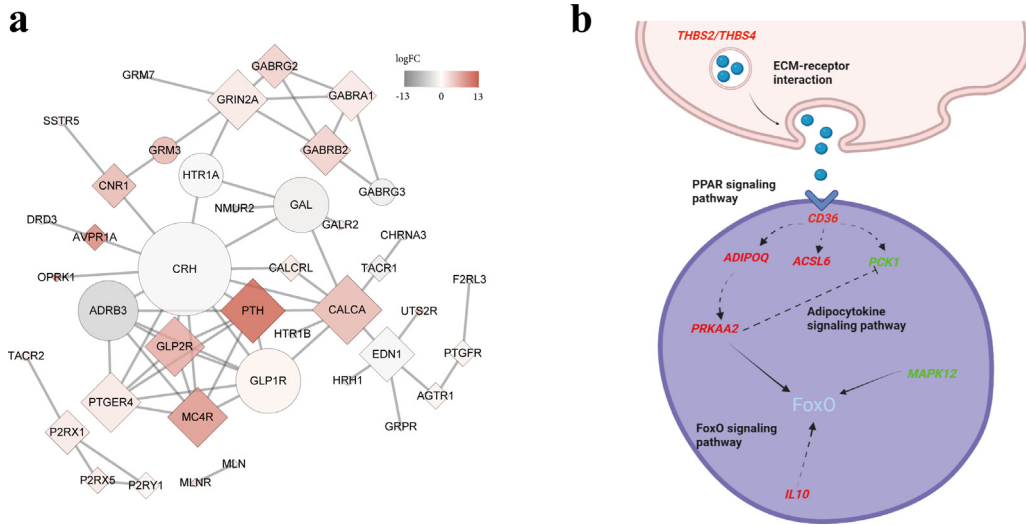 a
logFC
-13 0 13
GRM7
GABRG2
GRIN2A
GABRA1
SSTR5
GRM3
GABRB2
CNR1
HTR1A
GABRG3
NMUR2
GAL
GALR2
DRD3
AVPR1A
CHRNA3
CRH
CALCRL
TACR1
OPRK1
F2RL3
ADRB3
PTH
CALCA
UTS2R
HTR1B
GLP2R
EDN1
PTGFR
TACR2
GLP1R
HRH1
PTGER4
AGTR1
MC4R
GRPR
P2RX1
MLN
P2RX5
P2RY1
MLNR
b
THBS2/THBS4
ECM-receptor
interaction
PPAR signaling
pathway
CD36
ADIPOQ
ACSL6
PCK1
Adipocytokine
signaling pathway
PRKAA2
MAPK12
FoxO
FoxO signaling
pathway
IL10